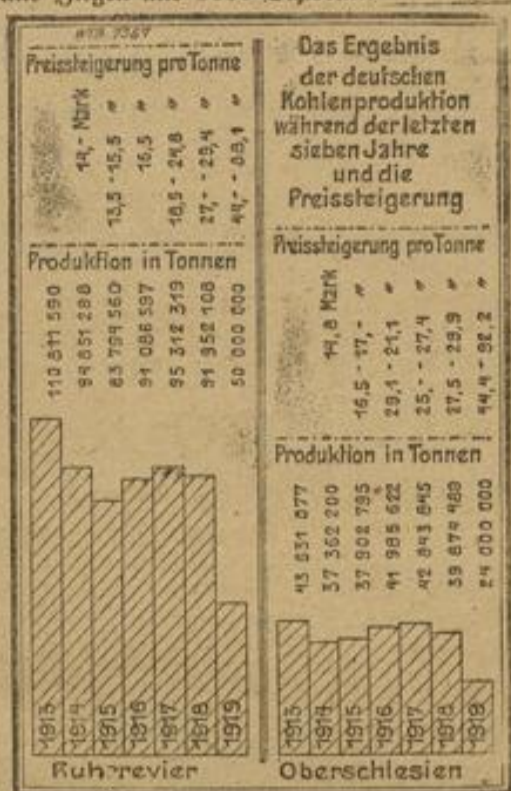 Preissteigerung pro Tonne
14,- Mark
13,5 - 15,5 "
16,5 "
18,5 - 24,8 "
27,- - 29,4 "
44,- - 88,1 "
Produktion in Tonnen
110 811 590
94 851 288
83 794 560
91 086 597
95 312 319
91 952 108
50 000 000
1913
1914
1915
1916
1917
1918
1919
Ruhrrevier
Das Ergebnis
der deutschen
Kohlenproduktion
während der letzten
sieben Jahre
und die
Preissteigerung
Preissteigerung pro Tonne
14,8 Mark
16,5 - 17,- "
29,1 - 21,1 "
25,- - 27,4 "
27,5 - 29,9 "
44,4 - 92,2 "
Produktion in Tonnen
43 631 077
37 362 200
37 902 795
41 985 622
42 843 845
39 874 489
24 000 000
1913
1914
1915
1916
1917
1918
1919
Oberschlesien